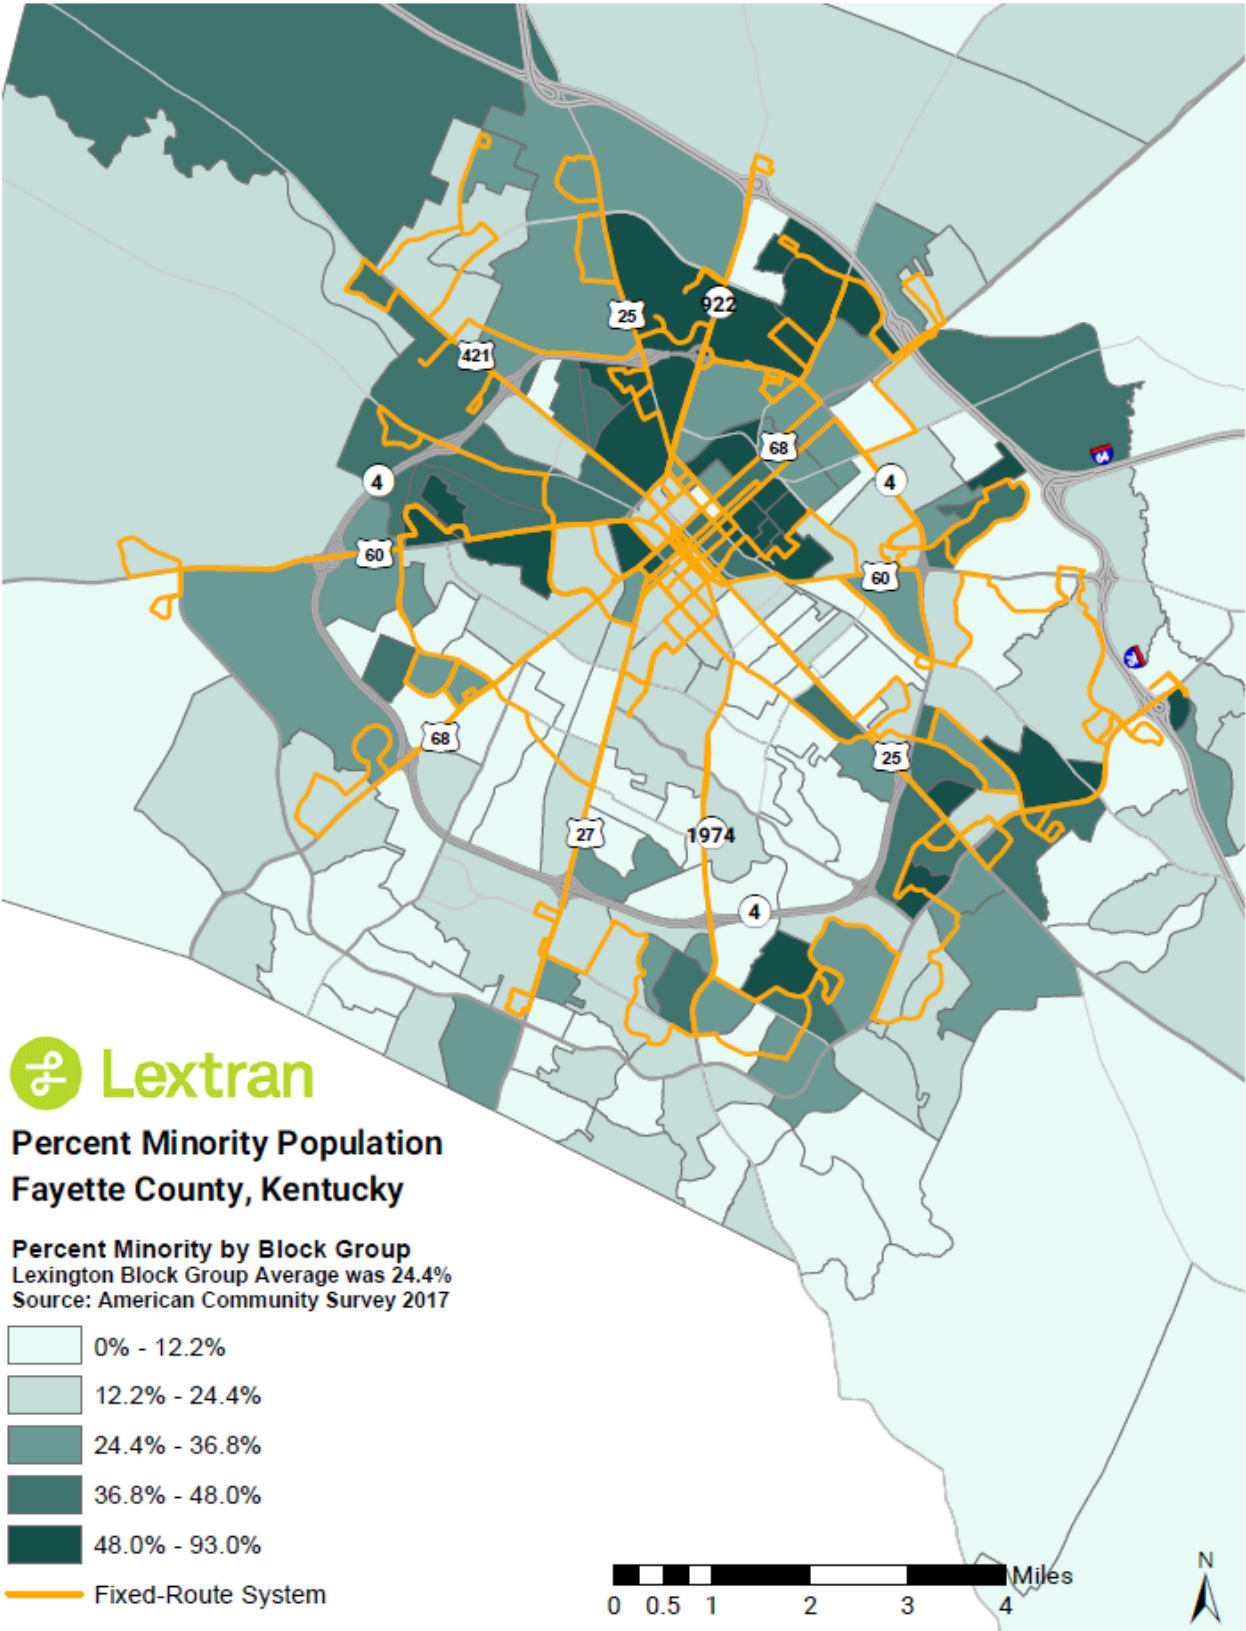 922
25
421
68
4
4
64
60
60
75
68
25
27
1974
4
Lextran
Percent Minority Population
Fayette County, Kentucky
Percent Minority by Block Group
Lexington Block Group Average was 24.4%
Source: American Community Survey 2017
0% - 12.2%
12.2% - 24.4%
24.4% - 36.8%
36.8% - 48.0%
48.0% - 93.0%
Fixed-Route System
Miles
0 0.5 1 2 3 4
N